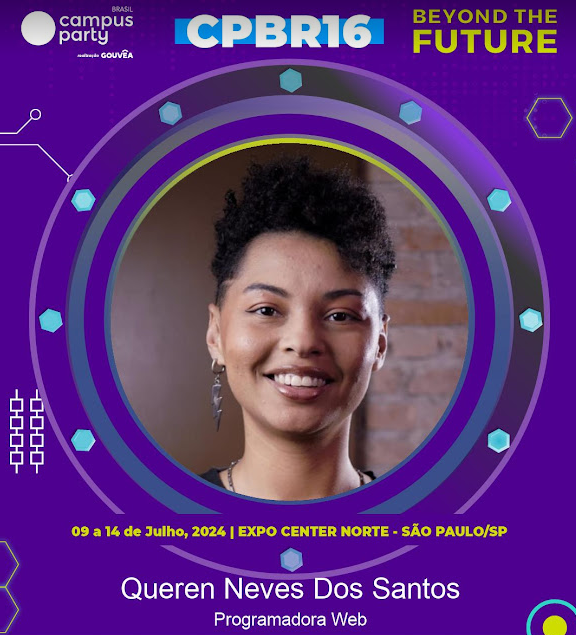 BRASIL
campus
party
realização GOUVÊA
CPBR16
BEYOND THE
FUTURE
09 a 14 de Julho, 2024 | EXPO CENTER NORTE - SÃO PAULO/SP
Queren Neves Dos Santos
Programadora Web